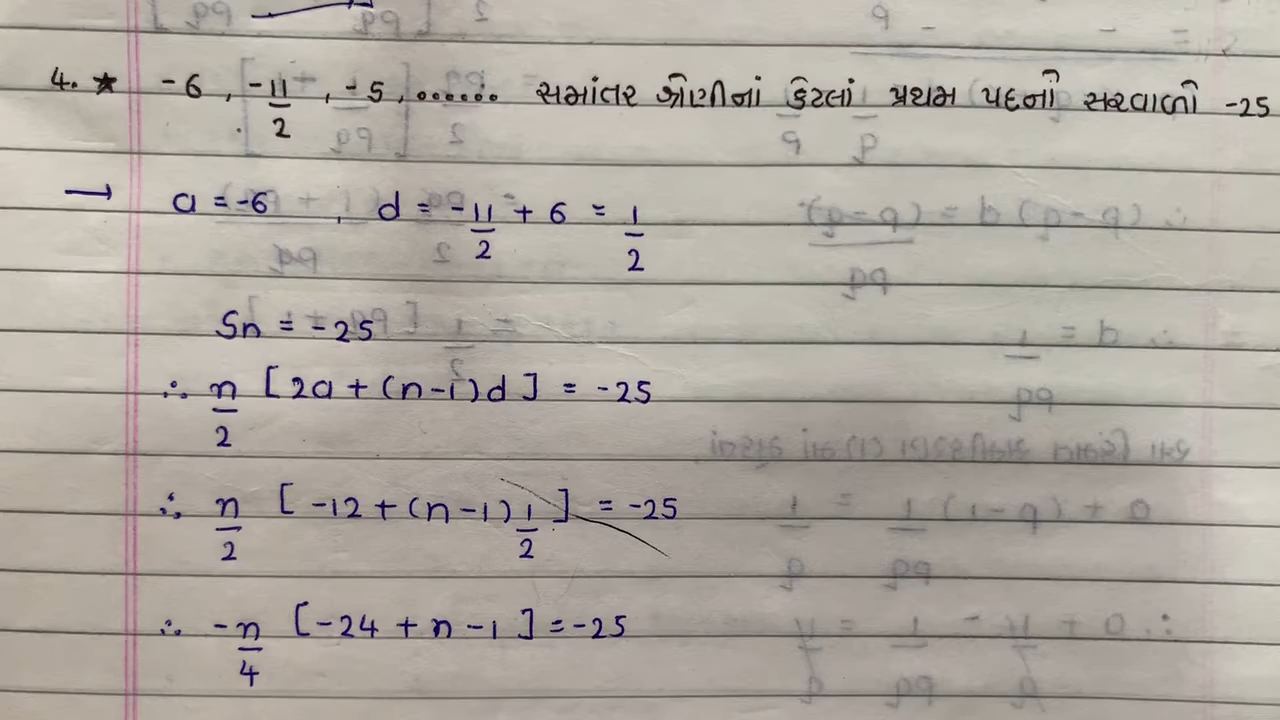 4. ★ -6, -11/2, -5, ...... સમાંતર શ્રેણીનાં કેટલાં પ્રથમ પદનો સરવાળો -25
→ a = -6, d = -11/2 + 6 = 1/2
Sn = -25
∴ n/2 [2a + (n-1)d] = -25
∴ n/2 [-12 + (n-1)1/2] = -25
∴ -n/4 [-24 + n - 1] = -25